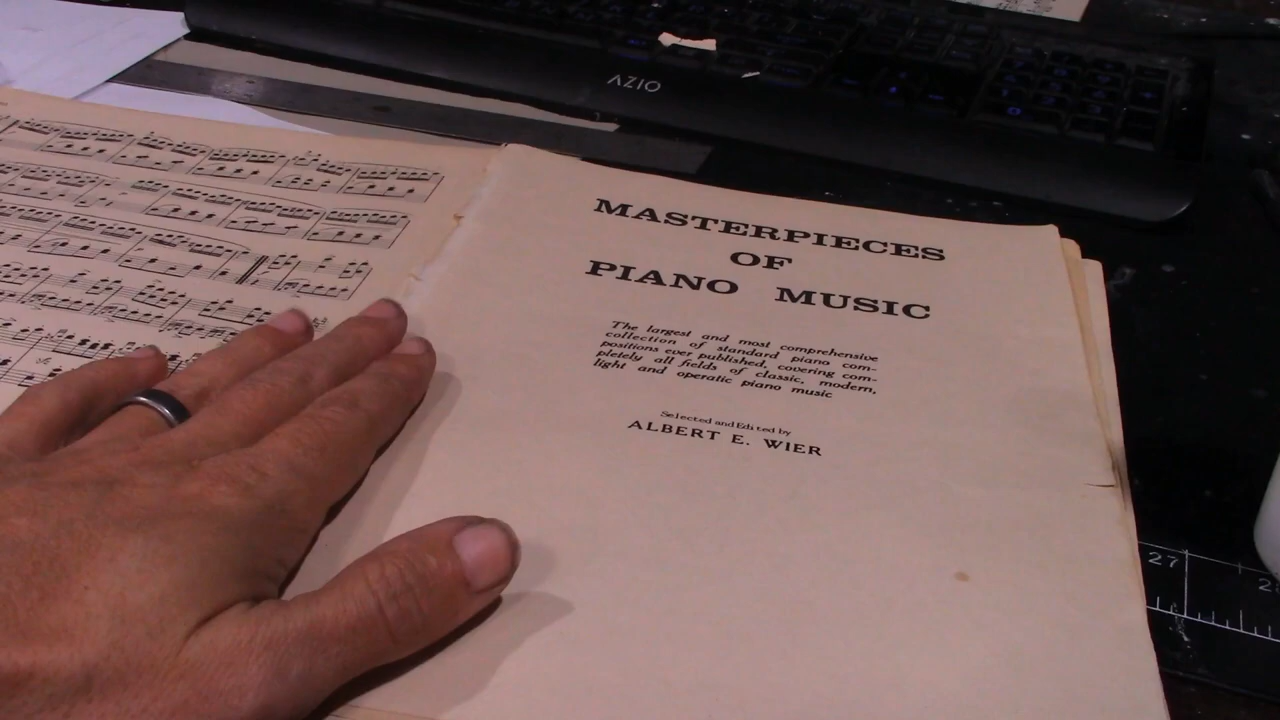 VIZIO
MASTERPIECES
OF
PIANO MUSIC
The largest and most comprehensive
collection of standard piano com-
positions ever published, covering com-
pletely all fields of classic, modern,
light and operatic piano music
Selected and Edited by
ALBERT E. WIER
27